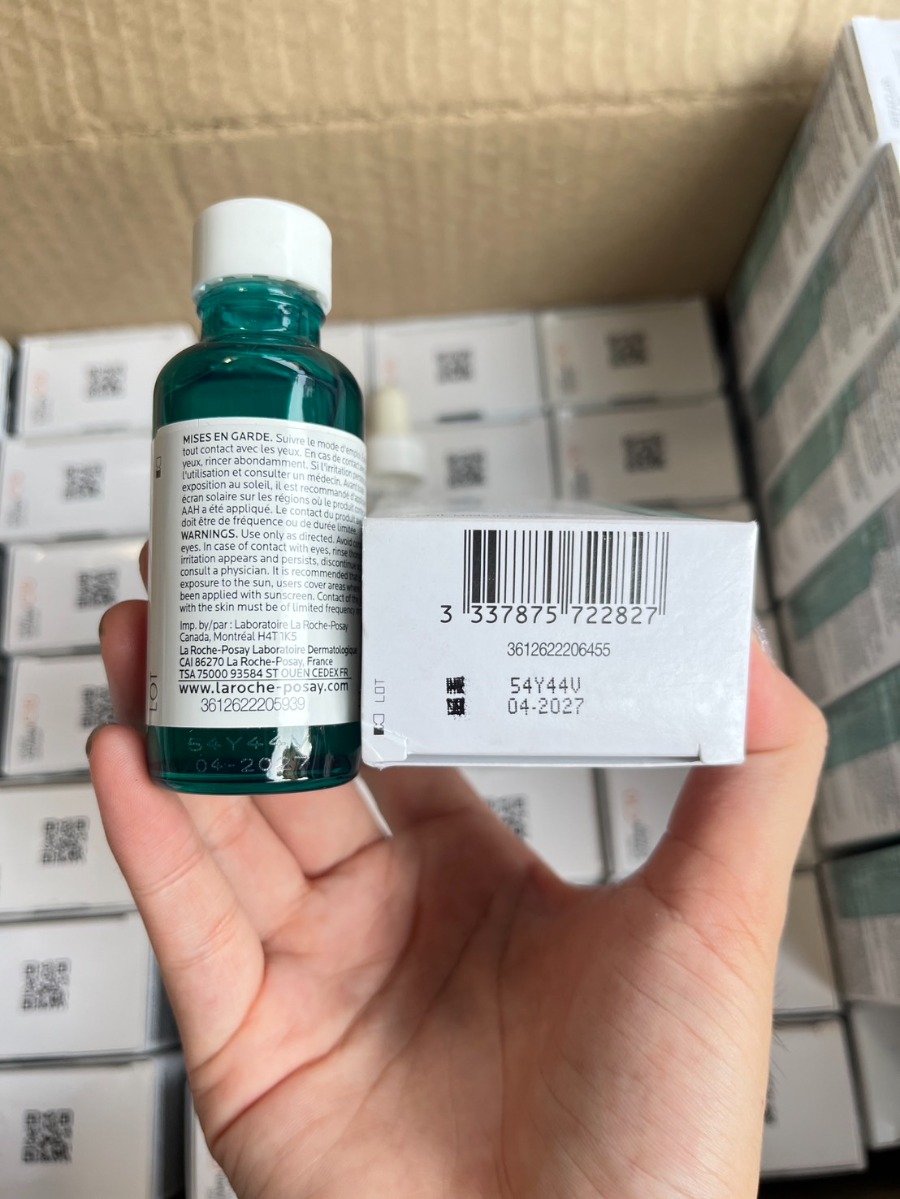 MISES EN GARDE. Suivre le mode d'emploi.
tout contact avec les yeux. En cas de contact
yeux, rincer abondamment. Si l'irritation
l'utilisation et consulter un médecin. Avant
exposition au soleil, il est recommandé
écran solaire sur les régions où le produit
AAH a été appliqué. Le contact du produit
doit être de fréquence ou de durée
WARNINGS. Use only as directed. Avoid
eyes. In case of contact with eyes, rinse
irritation appears and persists, discontinue
consult a physician. It is recommended that
exposure to the sun, users cover areas
been applied with sunscreen. Contact of
with the skin must be of limited frequency
Imp. by/par : Laboratoire La Roche-Posay
Canada, Montréal H4T 1K5
La Roche-Posay Laboratoire Dermatologique
CAI 86270 La Roche-Posay, France
TSA 75000 93584 ST OUEN CEDEX FR
www.laroche-posay.com
3612622205939
LOT
54Y44
04-2027
3 337875 722827
3612622206455
LOT
54Y44V
04-2027